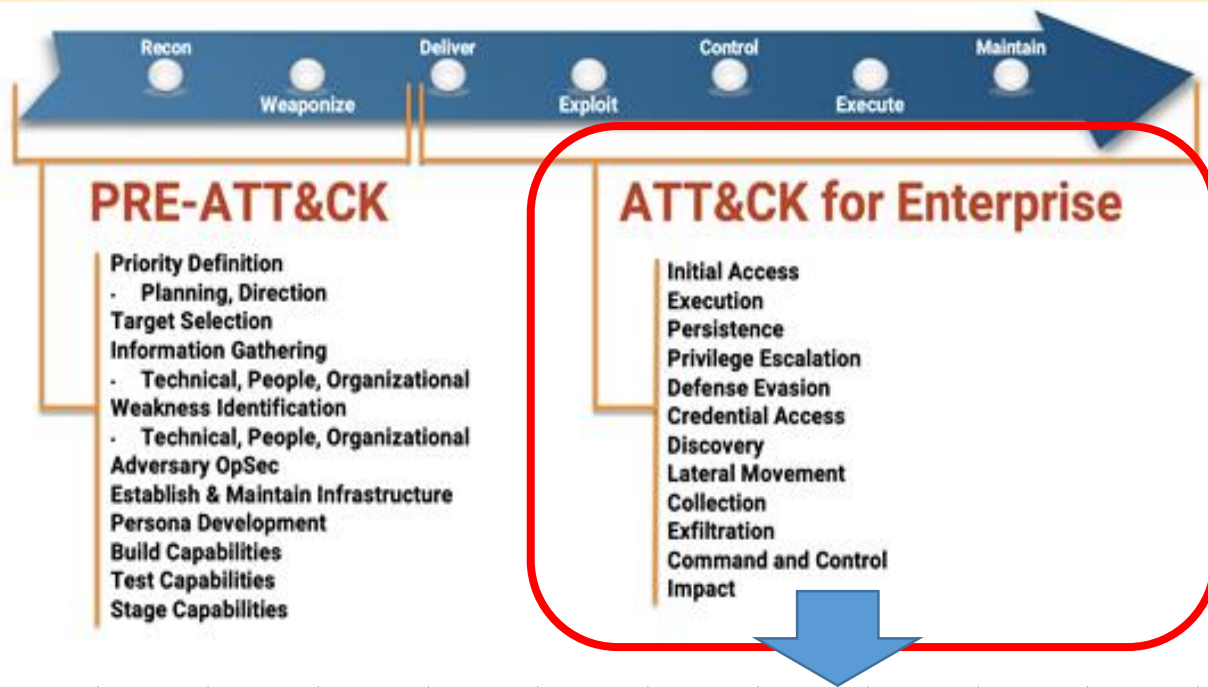 Recon
Deliver
Control
Maintain
Weaponize
Exploit
Execute
PRE-ATT&CK
Priority Definition
- Planning, Direction
Target Selection
Information Gathering
- Technical, People, Organizational
Weakness Identification
- Technical, People, Organizational
Adversary OpSec
Establish & Maintain Infrastructure
Persona Development
Build Capabilities
Test Capabilities
Stage Capabilities
ATT&CK for Enterprise
Initial Access
Execution
Persistence
Privilege Escalation
Defense Evasion
Credential Access
Discovery
Lateral Movement
Collection
Exfiltration
Command and Control
Impact